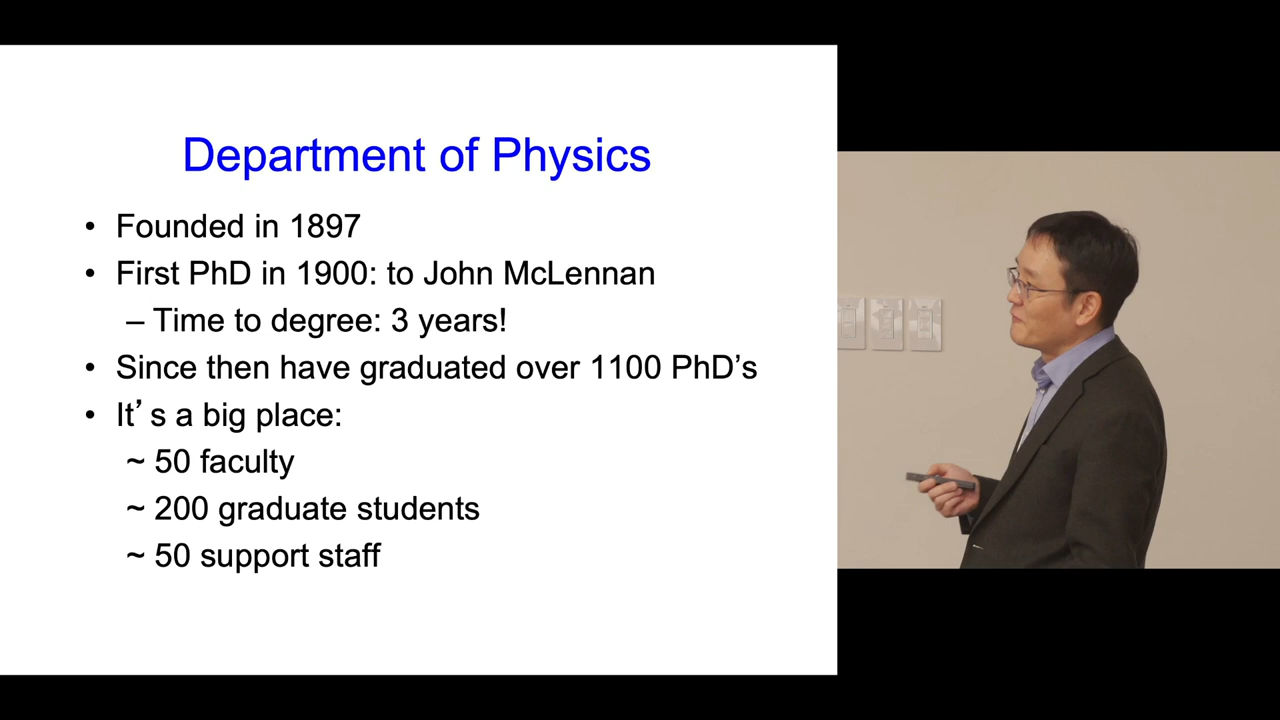 Department of Physics
• Founded in 1897
• First PhD in 1900: to John McLennan
– Time to degree: 3 years!
• Since then have graduated over 1100 PhD’s
• It’s a big place:
~ 50 faculty
~ 200 graduate students
~ 50 support staff